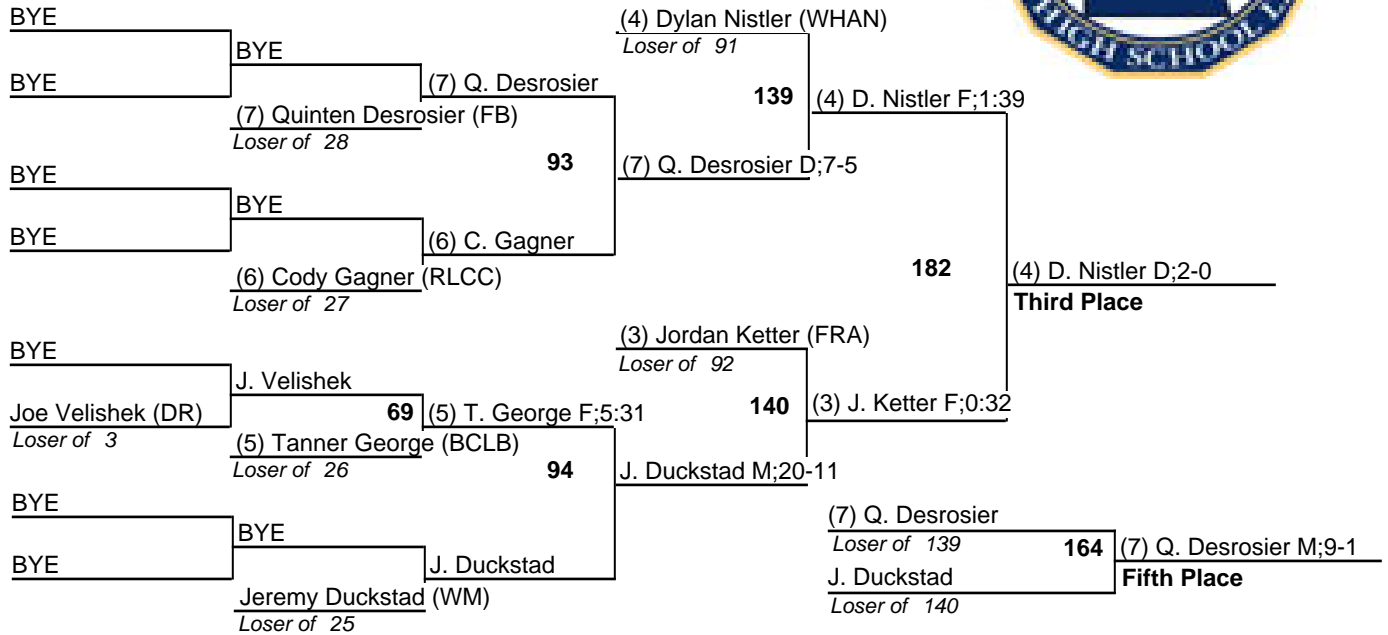 BYE
BYE
BYE
(7) Quinten Desrosier (FB)
Loser of 28
(7) Q. Desrosier
BYE
BYE
BYE
(6) Cody Gagner (RLCC)
Loser of 27
(6) C. Gagner
93
(7) Q. Desrosier D;7-5
(4) Dylan Nistler (WHAN)
Loser of 91
139
(4) D. Nistler F;1:39
BYE
Joe Velishek (DR)
Loser of 3
J. Velishek
69
(5) Tanner George (BCLB)
Loser of 26
(5) T. George F;5:31
BYE
BYE
BYE
Jeremy Duckstad (WM)
Loser of 25
J. Duckstad
94
J. Duckstad M;20-11
(3) Jordan Ketter (FRA)
Loser of 92
140
(3) J. Ketter F;0:32
182
(4) D. Nistler D;2-0
Third Place
(7) Q. Desrosier
Loser of 139
J. Duckstad
Loser of 140
164
(7) Q. Desrosier M;9-1
Fifth Place
HIGH SCHOOL